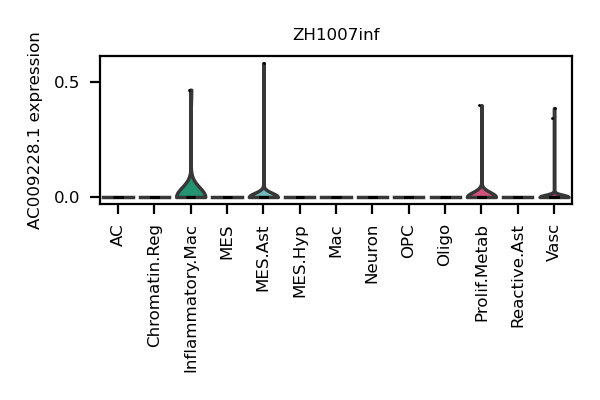 ZH1007inf
AC009228.1 expression
0.5
0.0
AC
Chromatin.Reg
Inflammatory.Mac
MES
MES.Ast
MES.Hyp
Mac
Neuron
OPC
Oligo
Prolif.Metab
Reactive.Ast
Vasc